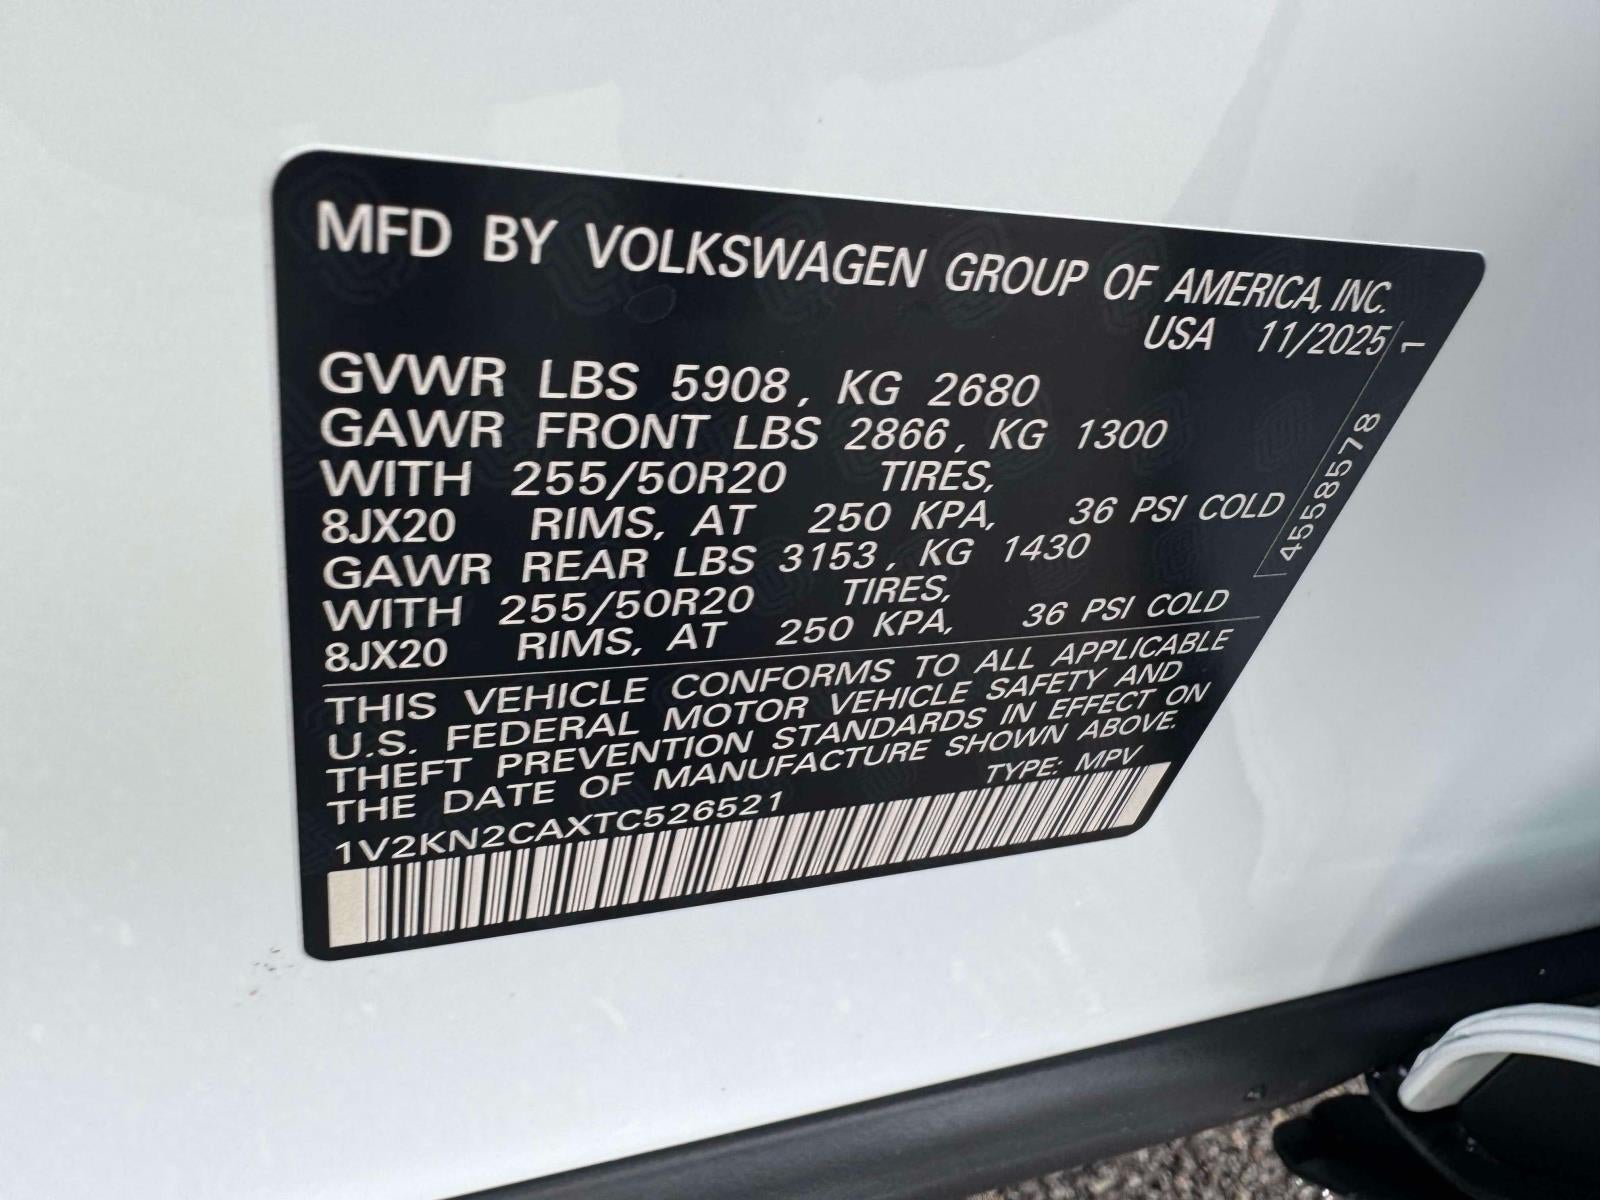 MFD BY VOLKSWAGEN GROUP OF AMERICA, INC.
USA 11/2025
GVWR LBS 5908, KG 2680
GAWR FRONT LBS 2866, KG 1300
WITH 255/50R20 TIRES,
8JX20 RIMS, AT 250 KPA, 36 PSI COLD
GAWR REAR LBS 3153, KG 1430
WITH 255/50R20 TIRES,
8JX20 RIMS, AT 250 KPA, 36 PSI COLD
THIS VEHICLE CONFORMS TO ALL APPLICABLE
U.S. FEDERAL MOTOR VEHICLE SAFETY AND
THEFT PREVENTION STANDARDS IN EFFECT ON
THE DATE OF MANUFACTURE SHOWN ABOVE.
1V2KN2CAXTC526521 TYPE: MPV
4558578 1